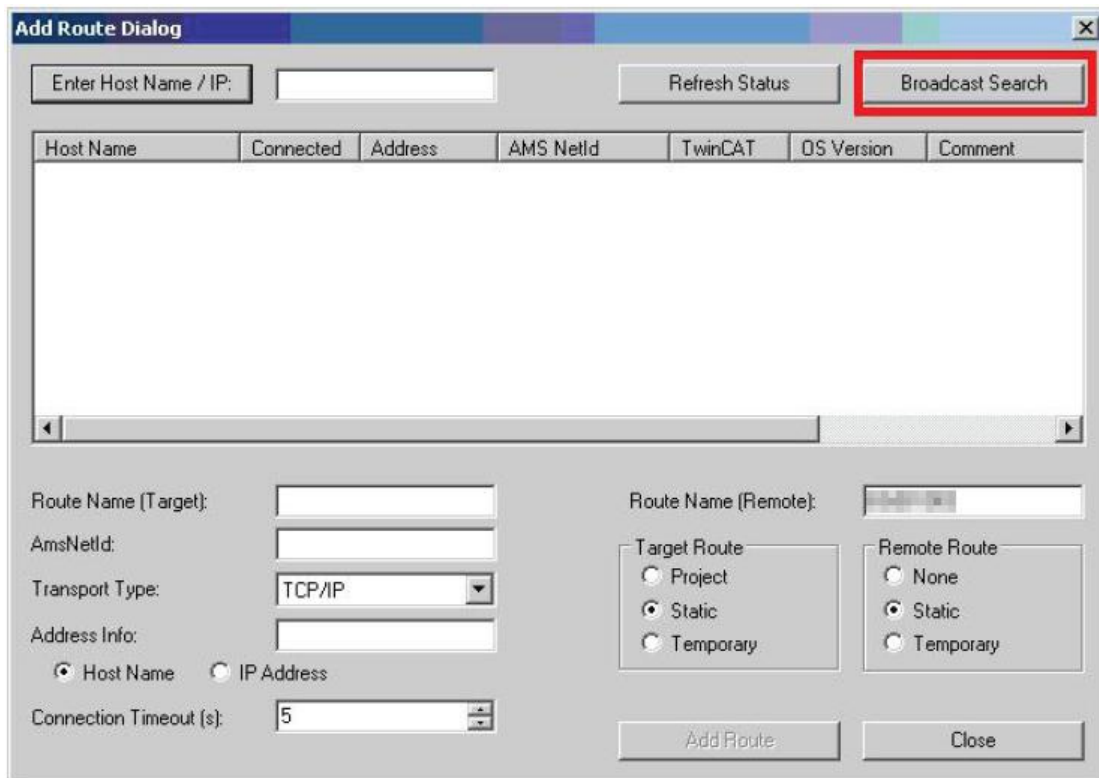 Add Route Dialog
Enter Host Name / IP: Refresh Status Broadcast Search
Host Name Connected Address AMS NetId TwinCAT OS Version Comment
Route Name (Target): Route Name (Remote):
AmsNetId: Target Route Remote Route
Project None
Transport Type: TCP/IP
Static Static
Address Info:
Temporary Temporary
Host Name IP Address
Connection Timeout (s): 5
Add Route Close